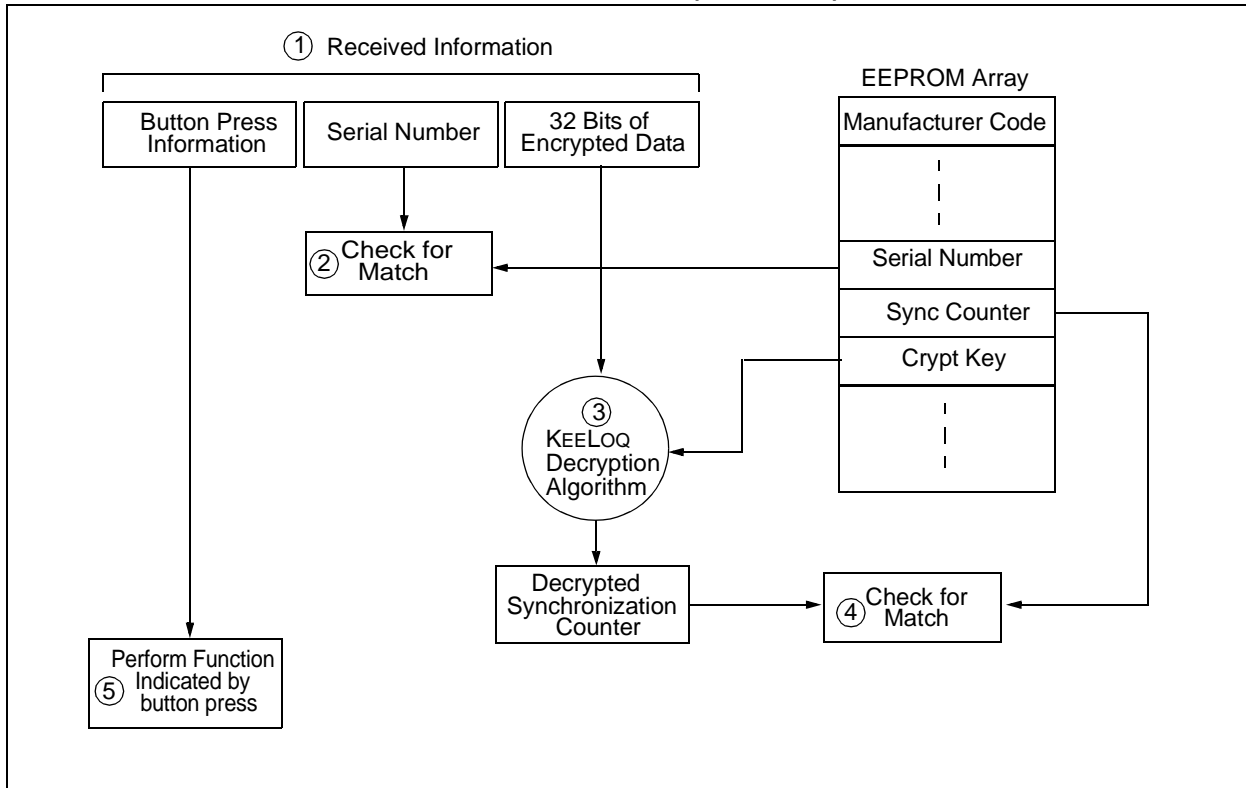 ① Received Information
EEPROM Array
Button Press
Information
Serial Number
32 Bits of
Encrypted Data
Manufacturer Code
② Check for
Match
Serial Number
Sync Counter
Crypt Key
③
KEELOQ
Decryption
Algorithm
Decrypted
Synchronization
Counter
④ Check for
Match
Perform Function
⑤ Indicated by
button press